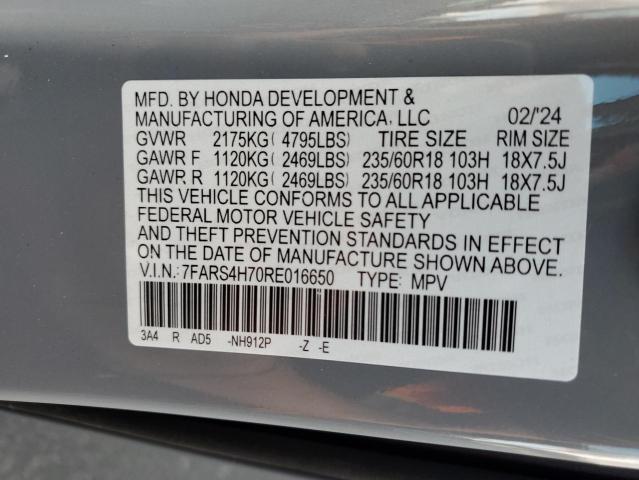 MFD. BY HONDA DEVELOPMENT &
MANUFACTURING OF AMERICA, LLC 02/'24
GVWR 2175KG( 4795LBS) TIRE SIZE RIM SIZE
GAWR F 1120KG( 2469LBS) 235/60R18 103H 18X7.5J
GAWR R 1120KG( 2469LBS) 235/60R18 103H 18X7.5J
THIS VEHICLE CONFORMS TO ALL APPLICABLE
FEDERAL MOTOR VEHICLE SAFETY
AND THEFT PREVENTION STANDARDS IN EFFECT
ON THE DATE OF MANUFACTURE SHOWN ABOVE.
V.I.N.: 7FARS4H70RE016650 TYPE: MPV
3A4 R AD5 -NH912P -Z -E